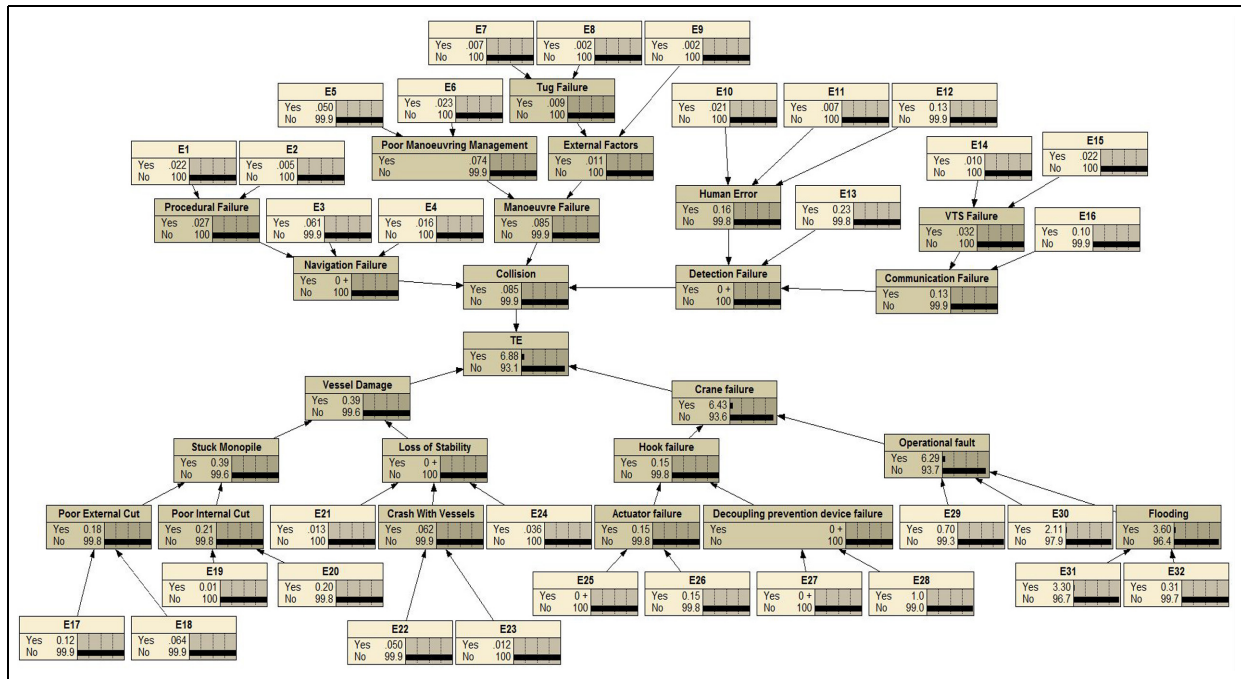 E7
Yes .007
No 100
E8
Yes .002
No 100
E9
Yes .002
No 100
E5
Yes .050
No 99.9
E6
Yes .023
No 100
Tug Failure
Yes .009
No 100
E10
Yes .021
No 100
E11
Yes .007
No 100
E12
Yes 0.13
No 99.9
E1
Yes .022
No 100
E2
Yes .005
No 100
Poor Manoeuvring Management
Yes .074
No 99.9
External Factors
Yes .011
No 100
E14
Yes .010
No 100
E15
Yes .022
No 100
Procedural Failure
Yes .027
No 100
E3
Yes .061
No 99.9
E4
Yes .016
No 100
Manoeuvre Failure
Yes .085
No 99.9
Human Error
Yes 0.16
No 99.8
E13
Yes 0.23
No 99.8
VTS Failure
Yes .032
No 100
E16
Yes 0.10
No 99.9
Navigation Failure
Yes 0 +
No 100
Collision
Yes .085
No 99.9
Detection Failure
Yes 0 +
No 100
Communication Failure
Yes 0.13
No 99.9
TE
Yes 6.88
No 93.1
Vessel Damage
Yes 0.39
No 99.6
Crane failure
Yes 6.43
No 93.6
Stuck Monopile
Yes 0.39
No 99.6
Loss of Stability
Yes 0 +
No 100
Hook failure
Yes 0.15
No 99.8
Operational fault
Yes 6.29
No 93.7
Poor External Cut
Yes 0.18
No 99.8
Poor Internal Cut
Yes 0.21
No 99.8
E21
Yes .013
No 100
Crash With Vessels
Yes .062
No 99.9
E24
Yes .036
No 100
Actuator failure
Yes 0.15
No 99.8
Decoupling prevention device failure
Yes 0 +
No 100
E29
Yes 0.70
No 99.3
E30
Yes 2.11
No 97.9
Flooding
Yes 3.60
No 96.4
E19
Yes 0.01
No 100
E20
Yes 0.20
No 99.8
E25
Yes 0 +
No 100
E26
Yes 0.15
No 99.8
E27
Yes 0 +
No 100
E28
Yes 1.0
No 99.0
E31
Yes 3.30
No 96.7
E32
Yes 0.31
No 99.7
E17
Yes 0.12
No 99.9
E18
Yes .064
No 99.9
E22
Yes .050
No 99.9
E23
Yes .012
No 100